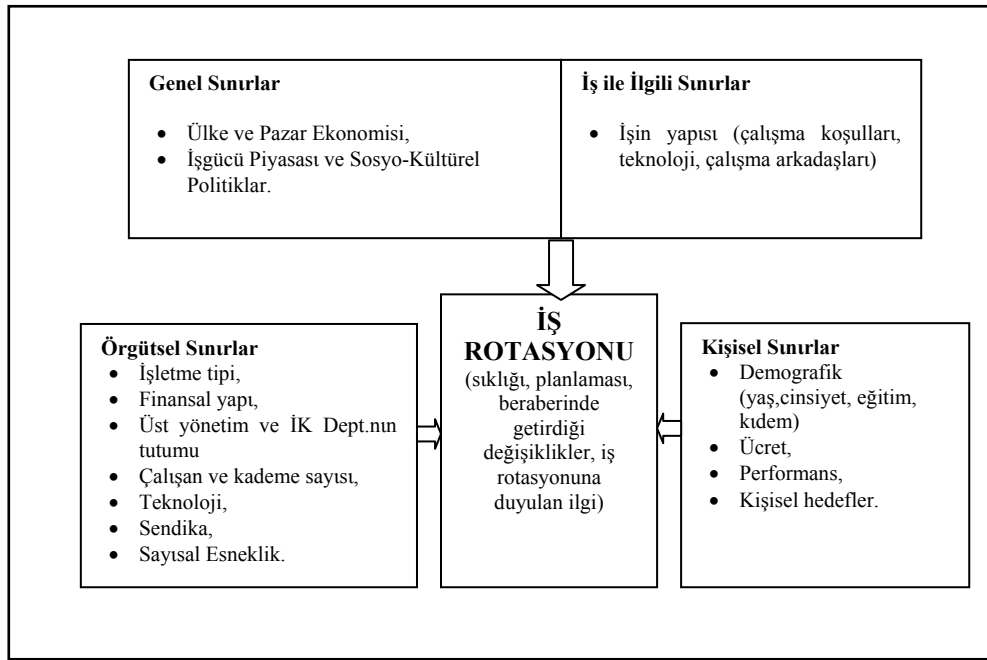 Genel Sınırlar
• Ülke ve Pazar Ekonomisi,
• İşgücü Piyasası ve Sosyo-Kültürel
Politiklar.
İş ile İlgili Sınırlar
• İşin yapısı (çalışma koşulları,
teknoloji, çalışma arkadaşları)
Örgütsel Sınırlar
• İşletme tipi,
• Finansal yapı,
• Üst yönetim ve İK Dept.nın
tutumu
• Çalışan ve kademe sayısı,
• Teknoloji,
• Sendika,
• Sayısal Esneklik.
İŞ
ROTASYONU
(sıklığı, planlaması,
beraberinde
getirdiği
değişiklikler, iş
rotasyonuna
duyulan ilgi)
Kişisel Sınırlar
• Demografik
(yaş,cinsiyet, eğitim,
kıdem)
• Ücret,
• Performans,
• Kişisel hedefler.